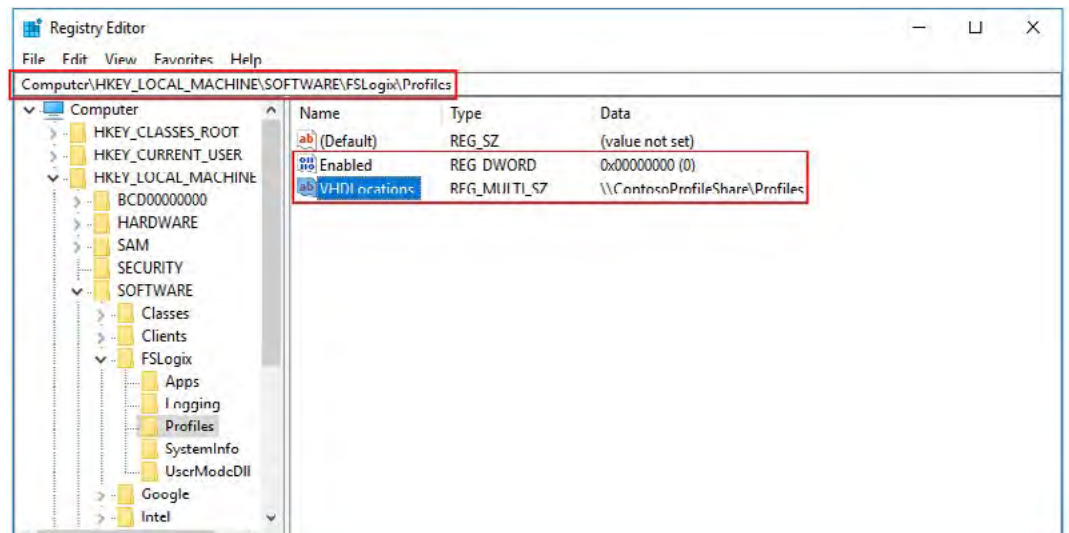 Registry Editor
File Edit View Favorites Help
Computer\HKEY_LOCAL_MACHINE\SOFTWARE\FSLogix\Profiles
Computer
HKEY_CLASSES_ROOT
HKEY_CURRENT_USER
HKEY_LOCAL_MACHINE
BCD00000000
HARDWARE
SAM
SECURITY
SOFTWARE
Classes
Clients
FSLogix
Apps
Logging
Profiles
SystemInfo
UserModeDll
Google
Intel
Name Type Data
ab (Default) REG_SZ (value not set)
Enabled REG_DWORD 0x00000000 (0)
ab VHDLocations REG_MULTI_SZ \\ContosoProfileShare\Profiles